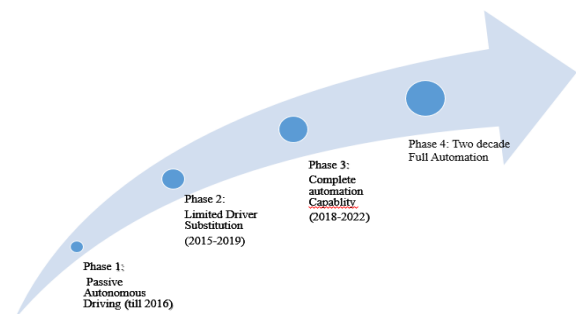 Phase 1:
Passive
Autonomous
Driving (till 2016)
Phase 2:
Limited Driver
Substitution
(2015-2019)
Phase 3:
Complete
automation
Capablity
(2018-2022)
Phase 4: Two decade
Full Automation